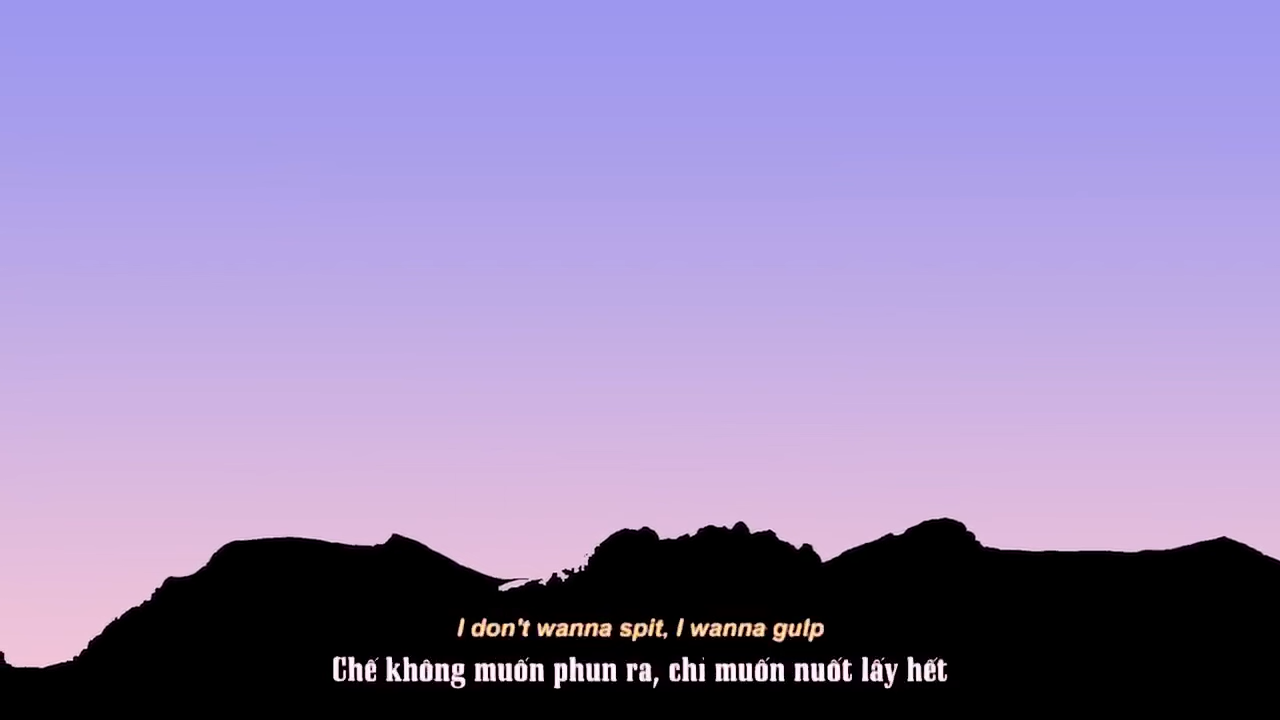 I don't wanna spit, I wanna gulp
Chế không muốn phun ra, chỉ muốn nuốt lấy hết